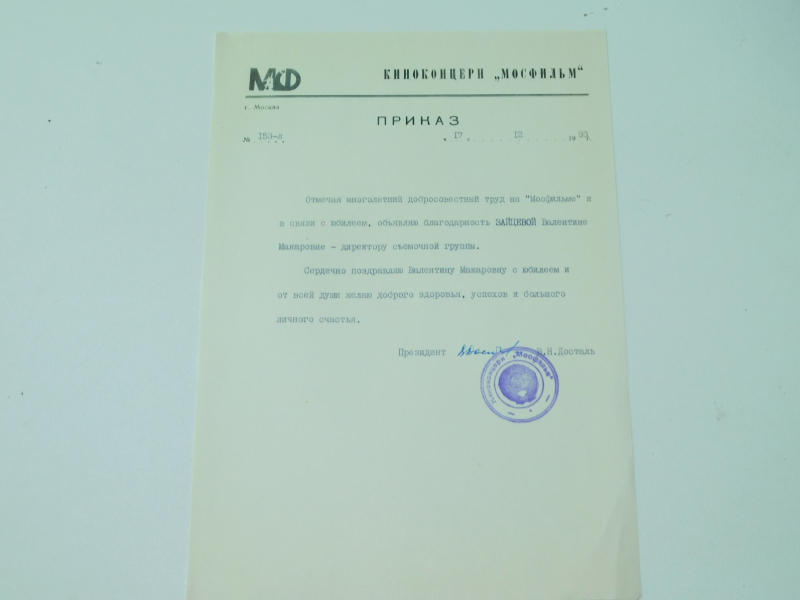 МФ
КИНОКОНЦЕРН „МОСФИЛЬМ“
г. Москва
ПРИКАЗ
№ 153-л
„ 17 12 1993
Отмечая многолетний добросовестный труд на "Мосфильме" и
в связи с юбилеем, объявляю благодарность ЗАЙЦЕВОЙ Валентине
Макаровне - директору съемочной группы.
Сердечно поздравляю Валентину Макаровну с юбилеем и
от всей души желаю доброго здоровья, успехов и большого
личного счастья.
Президент В.Н.Досталь
Киноконцерн „Мосфильм“